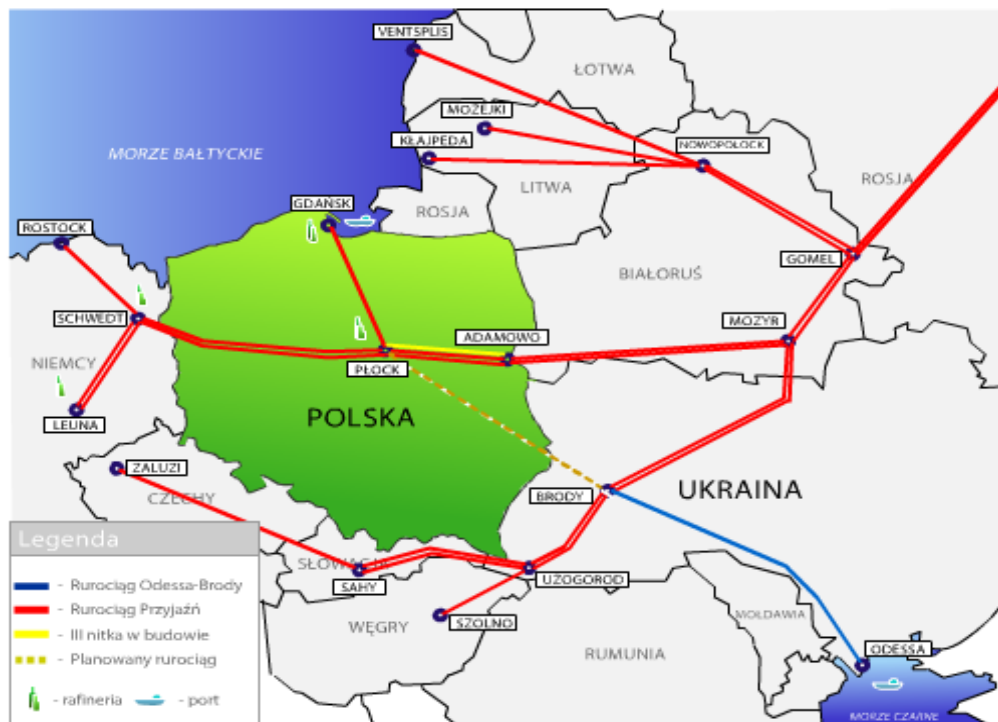 VENTSPLIS
ŁOTWA
MOŻEJKI
KŁAJPEDA
NOWOPOŁOCK
MORZE BAŁTYCKIE
ROSJA
LITWA
GDAŃSK
ROSJA
ROSTOCK
GOMEL
BIAŁORUŚ
SCHWEDT
ADAMOWO
MOZYR
NIEMCY
PŁOCK
POLSKA
LEUNA
ZALUZI
UKRAINA
CZECHY
BRODY
Legenda
SŁOWACJA
UŻOGOROD
SAHY
- Rurociąg Odessa-Brody
- Rurociąg Przyjaźń
WĘGRY
SZOLNO
MOŁDAWIA
- III nitka w budowie
RUMUNIA
ODESSA
- Planowany rurociąg
- rafineria
- port
MORZE CZARNE